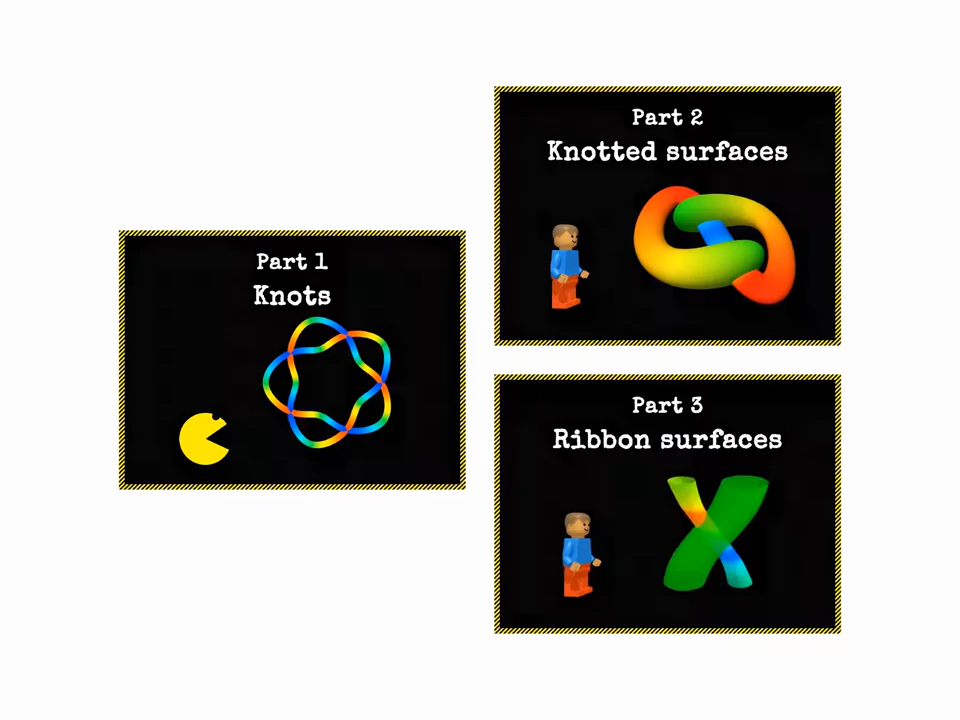 Part 1
Knots
Part 2
Knotted surfaces
Part 3
Ribbon surfaces